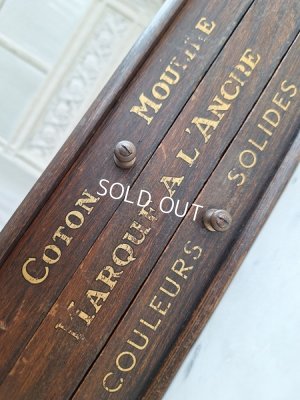 COTON MOULINÉ
MARQUE A L'ANCRE
COULEURS SOLIDES
SOLD OUT